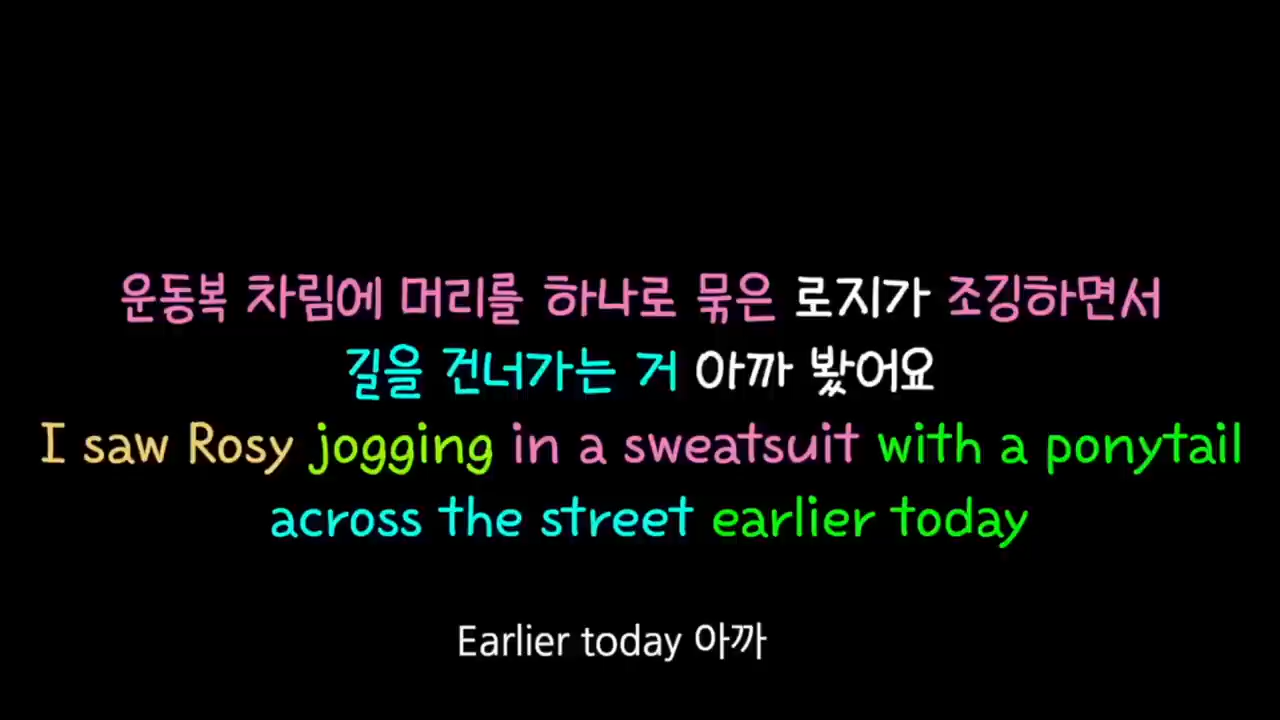 운동복 차림에 머리를 하나로 묶은 로지가 조깅하면서
길을 건너가는 거 아까 봤어요
I saw Rosy jogging in a sweatsuit with a ponytail
across the street earlier today
Earlier today 아까